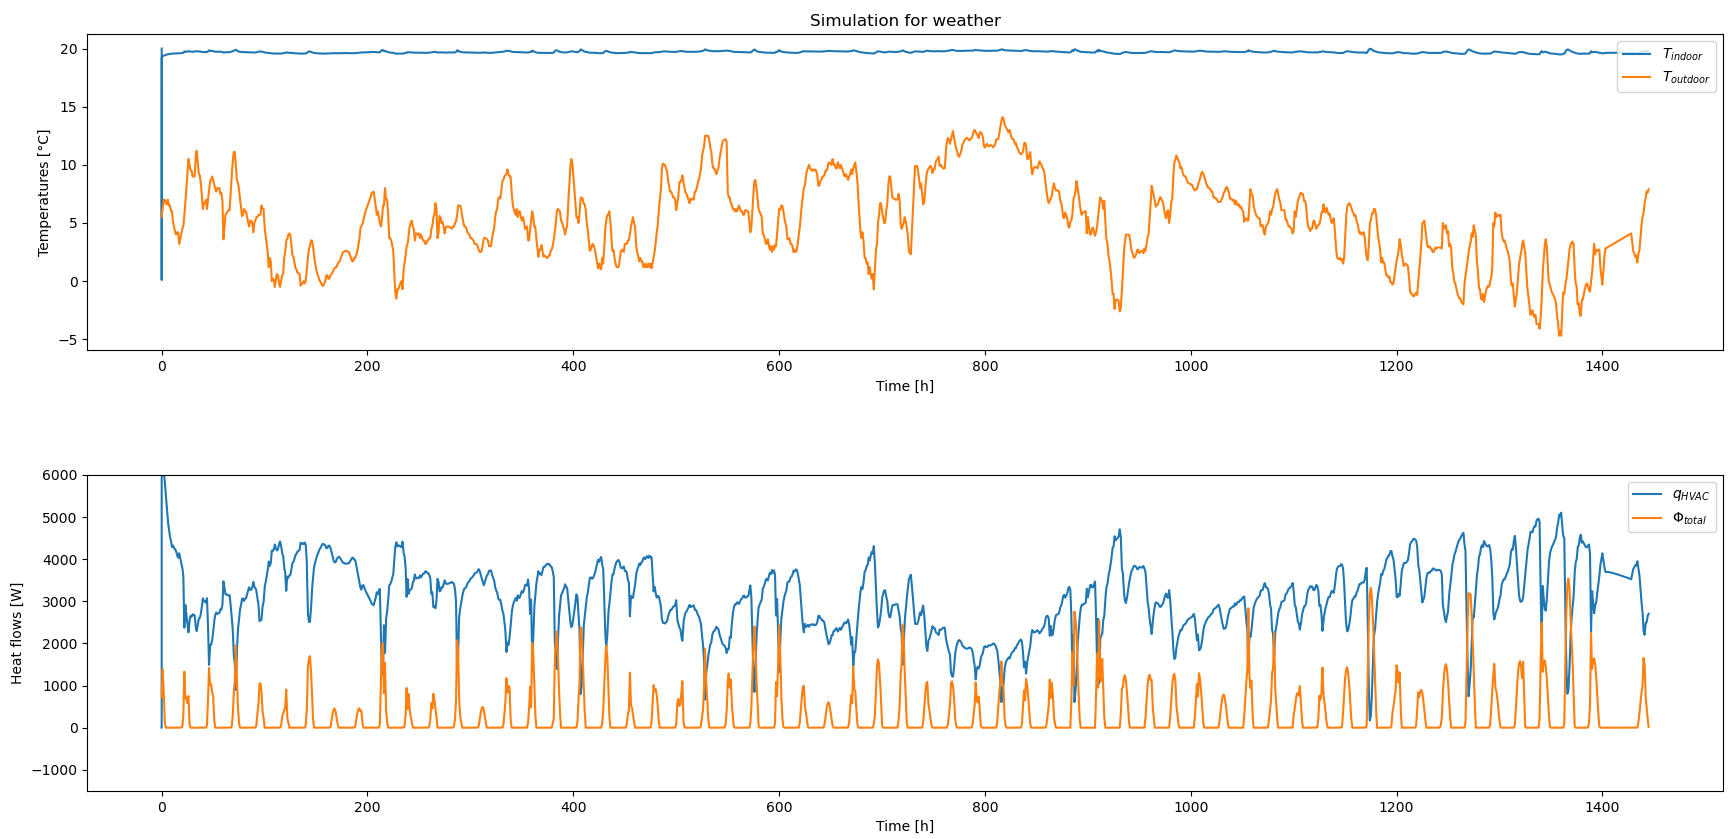 Simulation for weather
Temperatures [°C]
20
15
10
5
0
−5
T_indoor
T_outdoor
0 200 400 600 800 1000 1200 1400
Time [h]
Heat flows [W]
6000
5000
4000
3000
2000
1000
0
−1000
q_HVAC
Φ_total
0 200 400 600 800 1000 1200 1400
Time [h]